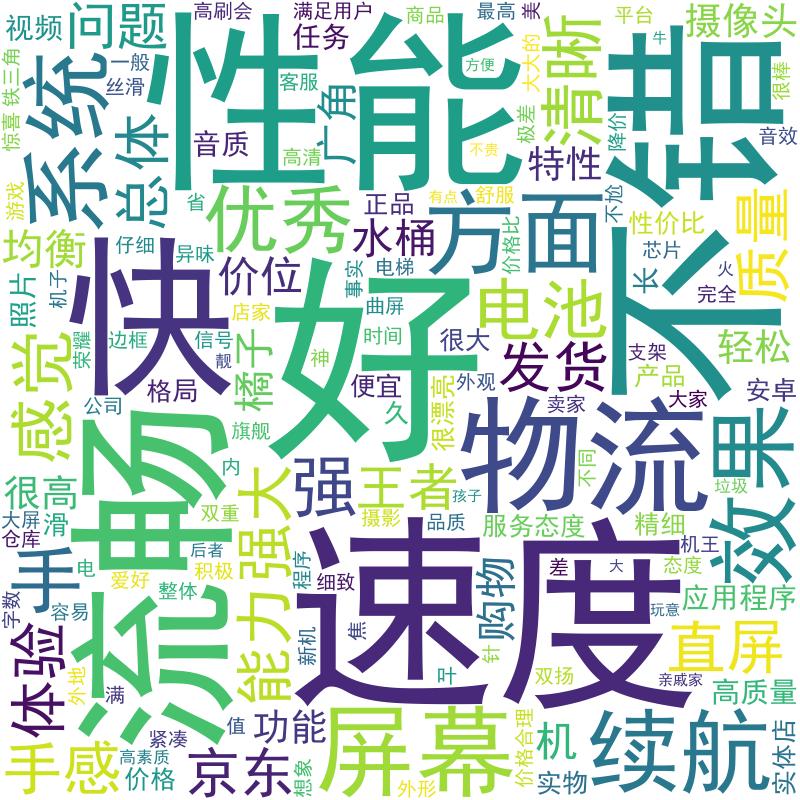 视频
问题
高刷会
满足用户
任务
商品
最高
美
平台
摄像头
牛
很棒
惊喜
铁三角
一般
丝滑
系统
总体
性能
客服
广角
方便
大大的
清晰
不错
降价
音效
音质
高清
不贵
极差
特性
游戏
省
优秀
正品
有点
舒服
方面
不尬
性价比
质量
均衡
仔细
异味
价位
水桶
价格比
芯片
长
火
完全
照片
机子
事实
电梯
店家
曲屏
电池
快
好
荣耀
边框
信号
靓
橘子
神
时间
很大
发货
支架
轻松
感觉
格局
便宜
外观
产品
大家
安卓
公司
久
很漂亮
卖家
旗舰
物流
效果
流畅
内
强大
强
王者
不同
垃圾
很高
双重
孩子
大屏
滑
摄影
品质
服务态度
精细
仓库
手
后者
速度
机王
电
爱好
积极
程序
细致
购物
差
大
态度
整体
能力
应用程序
字数
容易
玩意
体验
新机
焦
叶
针
直屏
外地
双扬
亲戚家
满
高质量
值
功能
屏幕
价格合理
机
续航
实体店
手感
紧凑
高素质
价格
京东
想象
外形
实物